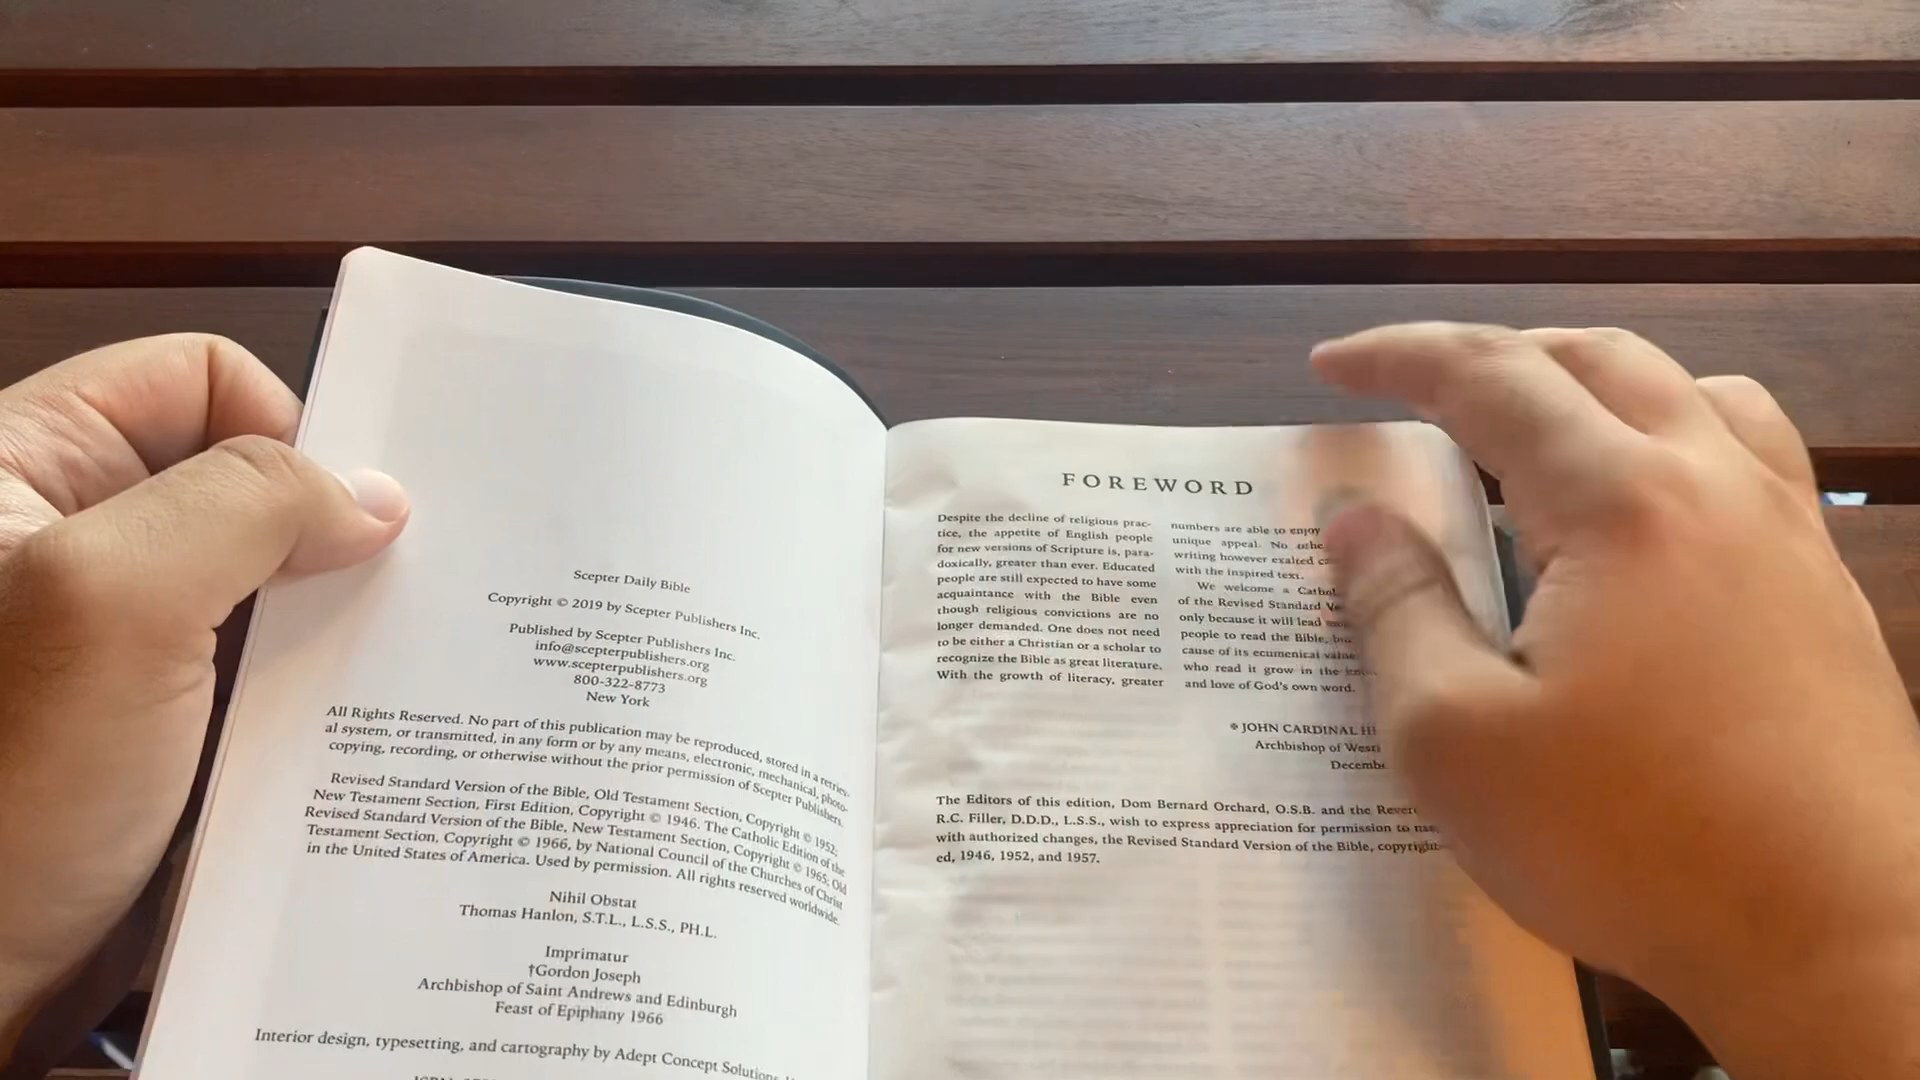 Scepter Daily Bible
Copyright © 2019 by Scepter Publishers Inc.
Published by Scepter Publishers Inc.
info@scepterpublishers.org
www.scepterpublishers.org
800-322-8773
New York
All Rights Reserved. No part of this publication may be reproduced, stored in a retriev-
al system, or transmitted, in any form or by any means, electronic, mechanical, photo-
copying, recording, or otherwise without the prior permission of Scepter Publishers.
Revised Standard Version of the Bible, Old Testament Section, Copyright © 1952;
New Testament Section, First Edition, Copyright © 1946. The Catholic Edition of the
Revised Standard Version of the Bible, New Testament Section, Copyright © 1965; Old
Testament Section, Copyright © 1966, by National Council of the Churches of Christ
in the United States of America. Used by permission. All rights reserved worldwide.
Nihil Obstat
Thomas Hanlon, S.T.L., L.S.S., PH.L.
Imprimatur
†Gordon Joseph
Archbishop of Saint Andrews and Edinburgh
Feast of Epiphany 1966
Interior design, typesetting, and cartography by Adept Concept Solutions
FOREWORD
Despite the decline of religious prac-
tice, the appetite of English people
for new versions of Scripture is, para-
doxically, greater than ever. Educated
people are still expected to have some
acquaintance with the Bible even
though religious convictions are no
longer demanded. One does not need
to be either a Christian or a scholar to
recognize the Bible as great literature.
With the growth of literacy, greater
numbers are able to enjoy
unique appeal. No
writing however exalted
with the inspired text.
We welcome a
of the Revised Standard
only because it will lead
people to read the Bible,
cause of its ecumenical
who read it grow in the
and love of God's own word.
✠ JOHN CARDINAL
Archbishop of
The Editors of this edition, Dom Bernard Orchard, O.S.B. and the
R.C. Filler, D.D.D., L.S.S., wish to express appreciation for permission to
with authorized changes, the Revised Standard Version of the Bible, copyright-
ed, 1946, 1952, and 1957.